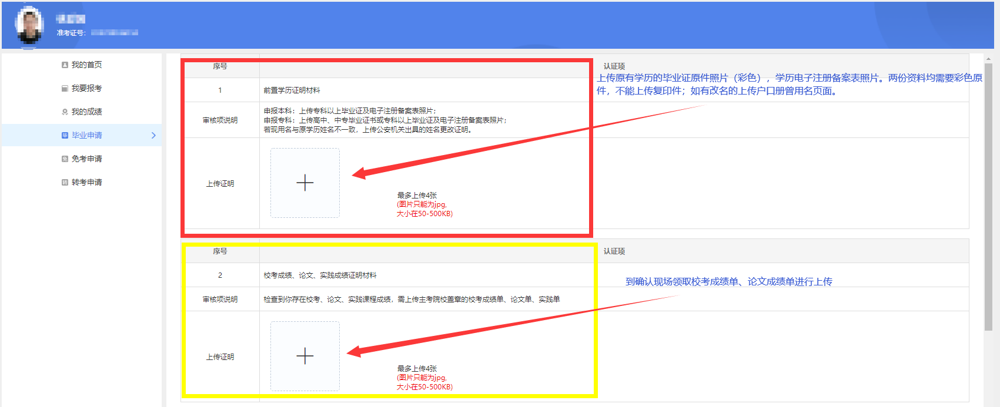 准考证号：
我的首页
我要报考
我的成绩
毕业申请
免考申请
转考申请
序号 认证项
上传原有学历的毕业证原件照片（彩色），学历电子注册备案表照片。两份资料均需要彩色原
件，不能上传复印件；如有改名的上传户口册曾用名页面。
1 前置学历证明材料
审核项说明
申报本科：上传专科以上毕业证及电子注册备案表照片；
申报专科：上传高中、中专毕业证书或专科以上毕业证及电子注册备案表照片；
若现用名与原学历姓名不一致，上传公安机关出具的姓名更改证明。
上传证明
最多上传4张
(图片只能为jpg,
大小在50-500KB)
序号 认证项
2 校考成绩、论文、实践成绩证明材料
到确认现场领取校考成绩单、论文成绩单进行上传
审核项说明 检查到你存在校考、论文、实践课程成绩，需上传主考院校盖章的校考成绩单、论文单、实践单
上传证明
最多上传4张
(图片只能为jpg,
大小在50-500KB)